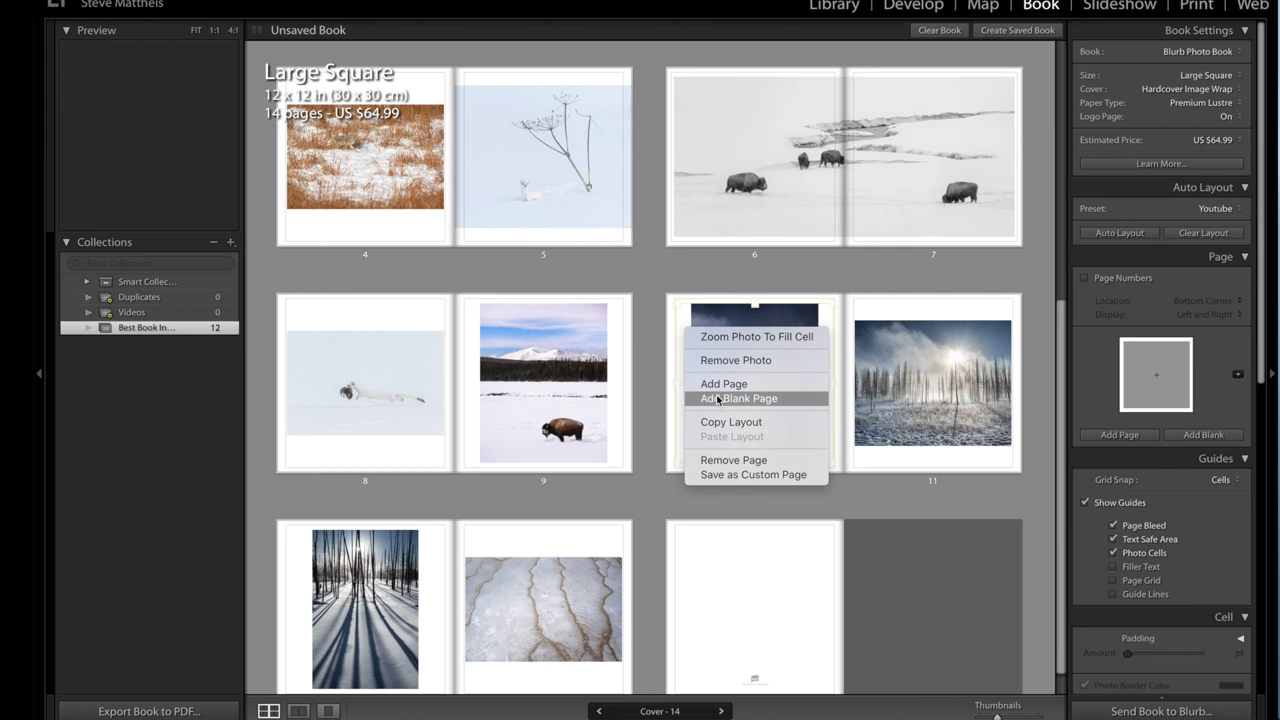 Steve Mattheis
Library | Develop | Map | Book | Slideshow | Print | Web
Preview FIT 1:1 4:1
Unsaved Book Clear Book Create Saved Book
Large Square
12 x 12 in (30 x 30 cm)
14 pages - US $64.99
4 5 6 7
Collections
Filter Collections
Smart Collec...
Duplicates 0
Videos 0
Best Book In... 12
Zoom Photo To Fill Cell
Remove Photo
Add Page
Add Blank Page
Copy Layout
Paste Layout
Remove Page
Save as Custom Page
8 9 11
Book Settings
Book : Blurb Photo Book
Size : Large Square
Cover : Hardcover Image Wrap
Paper Type: Premium Lustre
Logo Page: On
Estimated Price: US $64.99
Learn More...
Auto Layout
Preset: Youtube
Auto Layout Clear Layout
Page
Page Numbers
Location: Bottom Corner
Display: Left and Right
Add Page Add Blank
Guides
Grid Snap : Cells
Show Guides
Page Bleed
Text Safe Area
Photo Cells
Filler Text
Page Grid
Guide Lines
Cell
Padding
Amount pt
Photo Border Color
Export Book to PDF...
Cover - 14
Thumbnails
Send Book to Blurb...